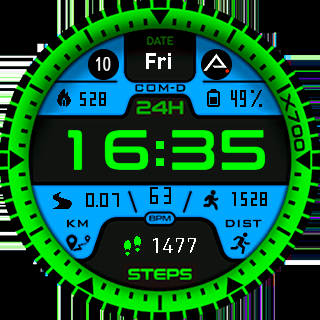 DATE
10 Fri
COM-D
528 24H 49%
X700
16:35
0.07 63 1528
KM BPM DIST
1477
STEPS